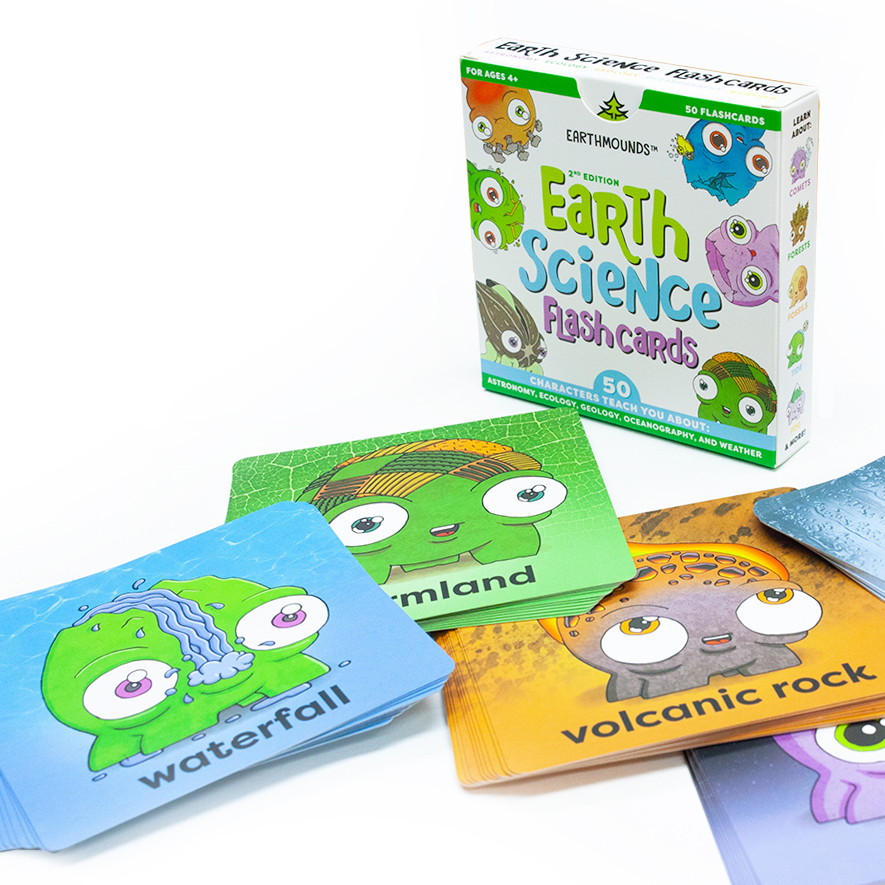 Earth Science Flashcards
FOR AGES 4+
50 FLASHCARDS
EARTHMOUNDS™
2ND EDITION
Earth
Science
Flashcards
50
CHARACTERS TEACH YOU ABOUT:
ASTRONOMY, ECOLOGY, GEOLOGY, OCEANOGRAPHY, AND WEATHER
LEARN
ABOUT:
COMETS
FORESTS
FOSSILS
& MORE!
rmland
waterfall
volcanic rock